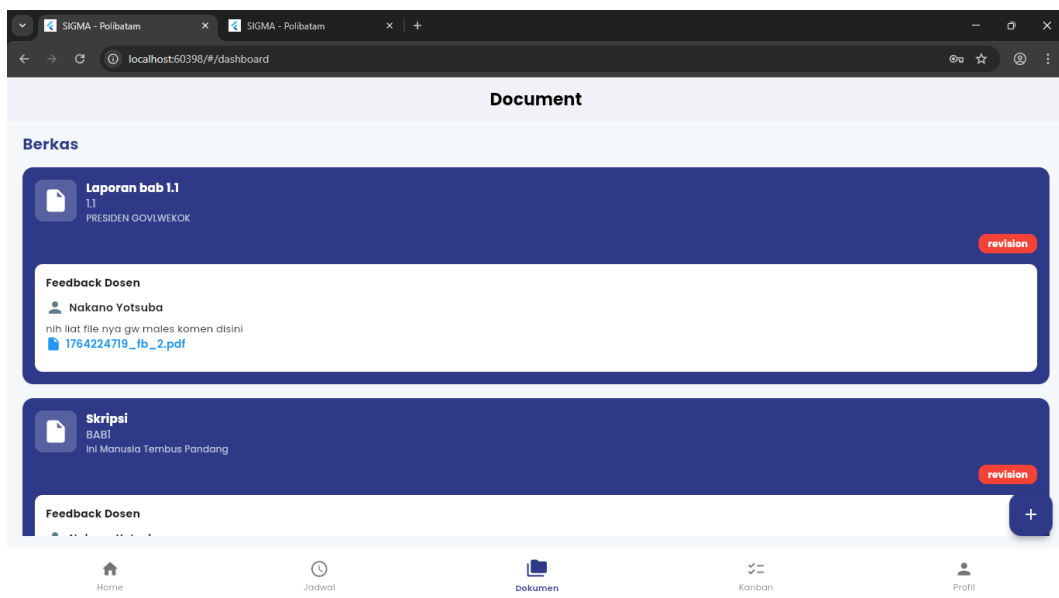 SIGMA - Polibatam
SIGMA - Polibatam
localhost:60398/#/dashboard
Document
Berkas
Laporan bab 1.1
1.1
PRESIDEN GOVLWEKOK
revision
Feedback Dosen
Nakano Yotsuba
nih liat file nya gw males komen disini
1764224719_fb_2.pdf
Skripsi
BAB1
Ini Manusia Tembus Pandang
revision
Feedback Dosen
+
Home
Jadwal
Dokumen
Kanban
Profil